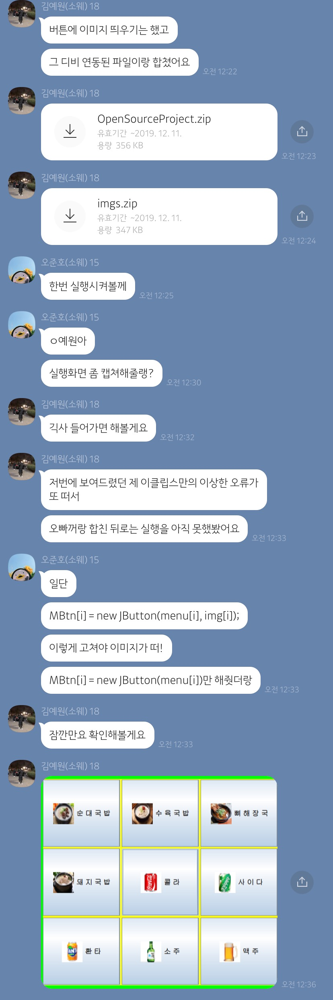 김예원(소웨) 18
버튼에 이미지 띄우기는 했고
그 디비 연동된 파일이랑 합쳤어요
오전 12:22
김예원(소웨) 18
OpenSourceProject.zip
유효기간 ~2019. 12. 11.
용량 356 KB
오전 12:23
김예원(소웨) 18
imgs.zip
유효기간 ~2019. 12. 11.
용량 347 KB
오전 12:24
오준호(소웨) 15
한번 실행시켜볼께
오전 12:25
오준호(소웨) 15
ㅇ예원아
실행화면 좀 캡쳐해줄랭?
오전 12:30
김예원(소웨) 18
긱사 들어가면 해볼게요
오전 12:32
김예원(소웨) 18
저번에 보여드렸던 제 이클립스만의 이상한 오류가
또 떠서
오빠꺼랑 합친 뒤로는 실행을 아직 못했봤어요
오전 12:33
오준호(소웨) 15
일단
MBtn[i] = new JButton(menu[i], img[i]);
이렇게 고쳐야 이미지가 떠!
MBtn[i] = new JButton(menu[i])만 해줫더랑
오전 12:33
김예원(소웨) 18
잠깐만요 확인해볼게요
오전 12:33
김예원(소웨) 18
순대국밥 수육국밥 뼈해장국
돼지국밥 콜라 사이다
환타 소주 맥주
오전 12:36